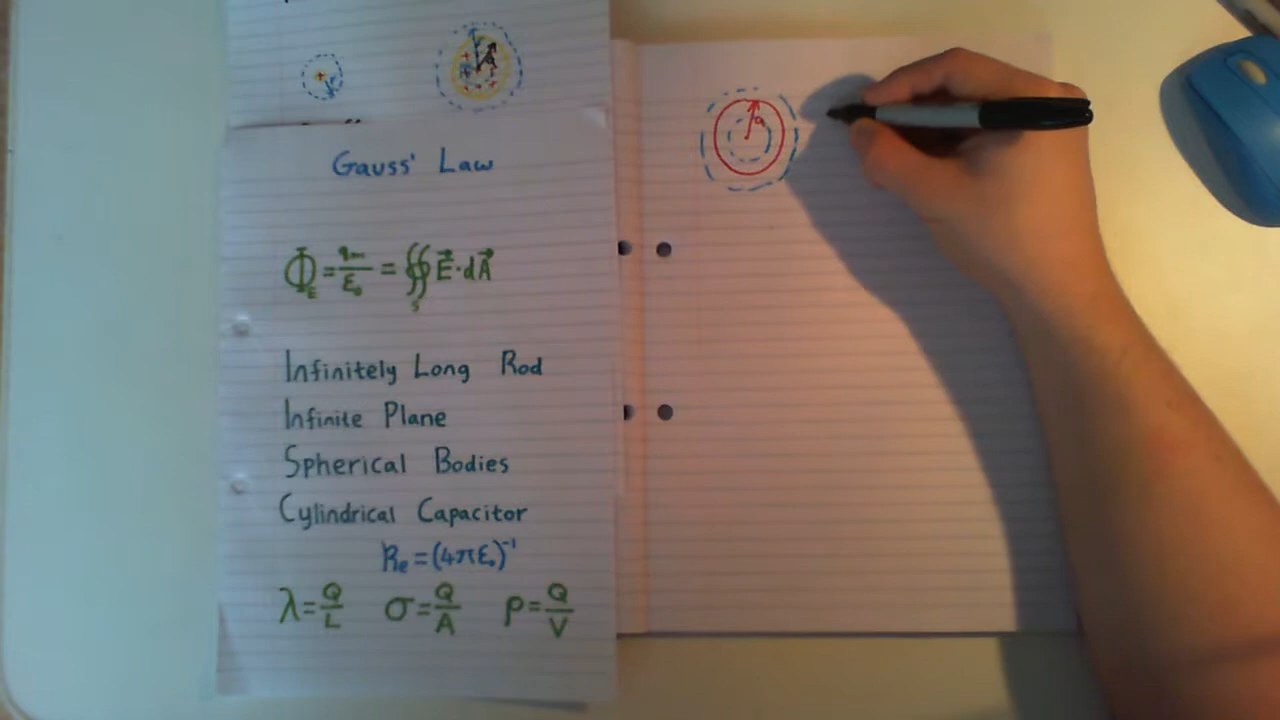 Gauss' Law
Φ_E = q_in/ε₀ = ∯_S E⃗·dA⃗
Infinitely Long Rod
Infinite Plane
Spherical Bodies
Cylindrical Capacitor
k_e = (4πε₀)⁻¹
λ = Q/L σ = Q/A ρ = Q/V
a